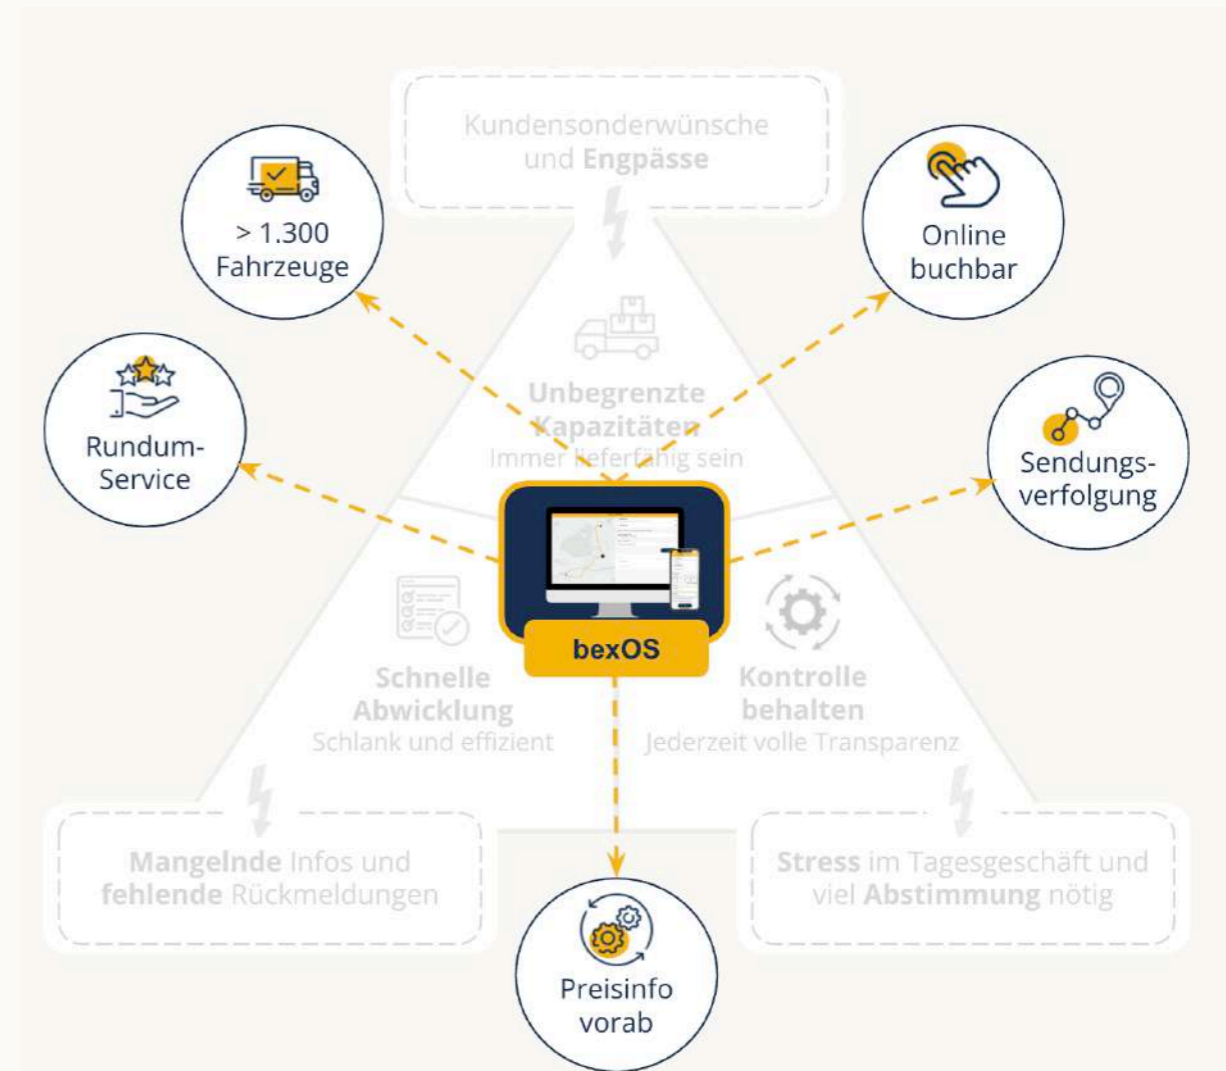 Kundensonderwünsche
und Engpässe
> 1.300
Fahrzeuge
Online
buchbar
Unbegrenzte
Kapazitäten
Immer lieferfähig sein
Rundum-
Service
Sendungs-
verfolgung
bexOS
Schnelle
Abwicklung
Schlank und effizient
Kontrolle
behalten
Jederzeit volle Transparenz
Mangelnde Infos und
fehlende Rückmeldungen
Stress im Tagesgeschäft und
viel Abstimmung nötig
Preisinfo
vorab